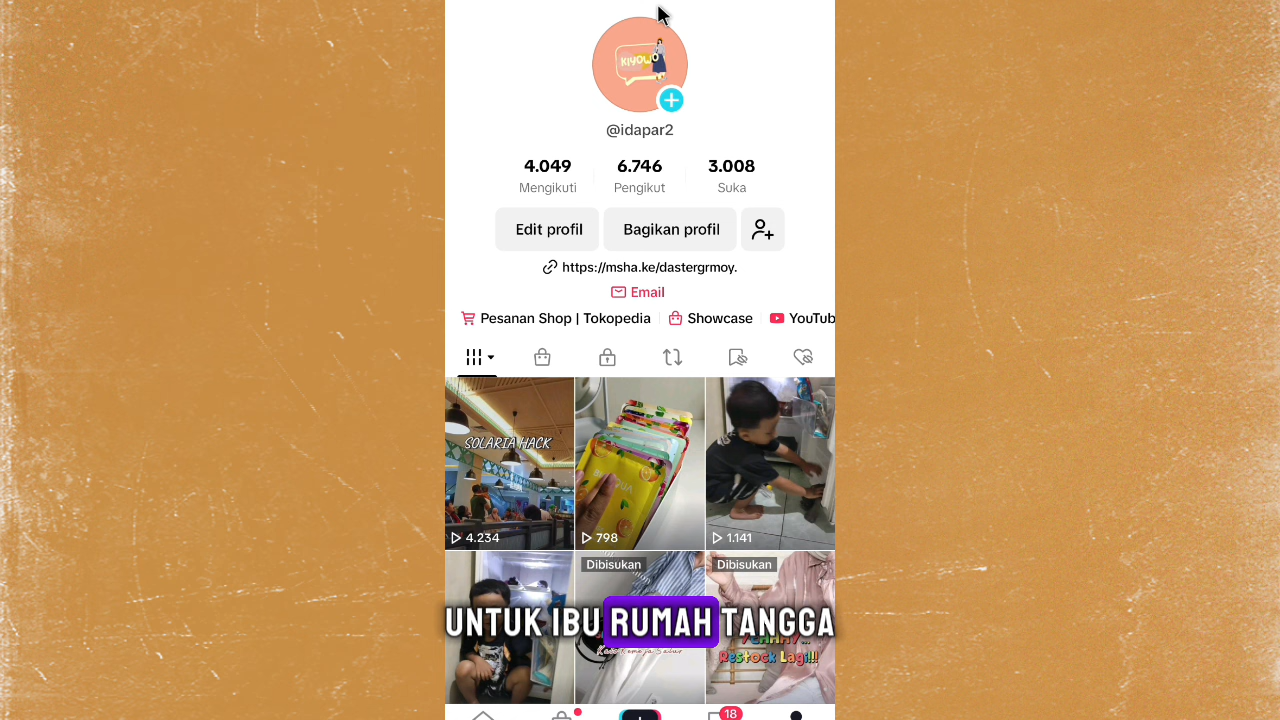 KIYOWO
@idapar2
4.049 6.746 3.008
Mengikuti Pengikut Suka
Edit profil Bagikan profil
https://msha.ke/dastergrmoy.
Email
Pesanan Shop | Tokopedia Showcase YouTub
SOLARIA HACK
4.234 798 1.141
Dibisukan Dibisukan
UNTUK IBU RUMAH TANGGA
Restock Lagi!!
18